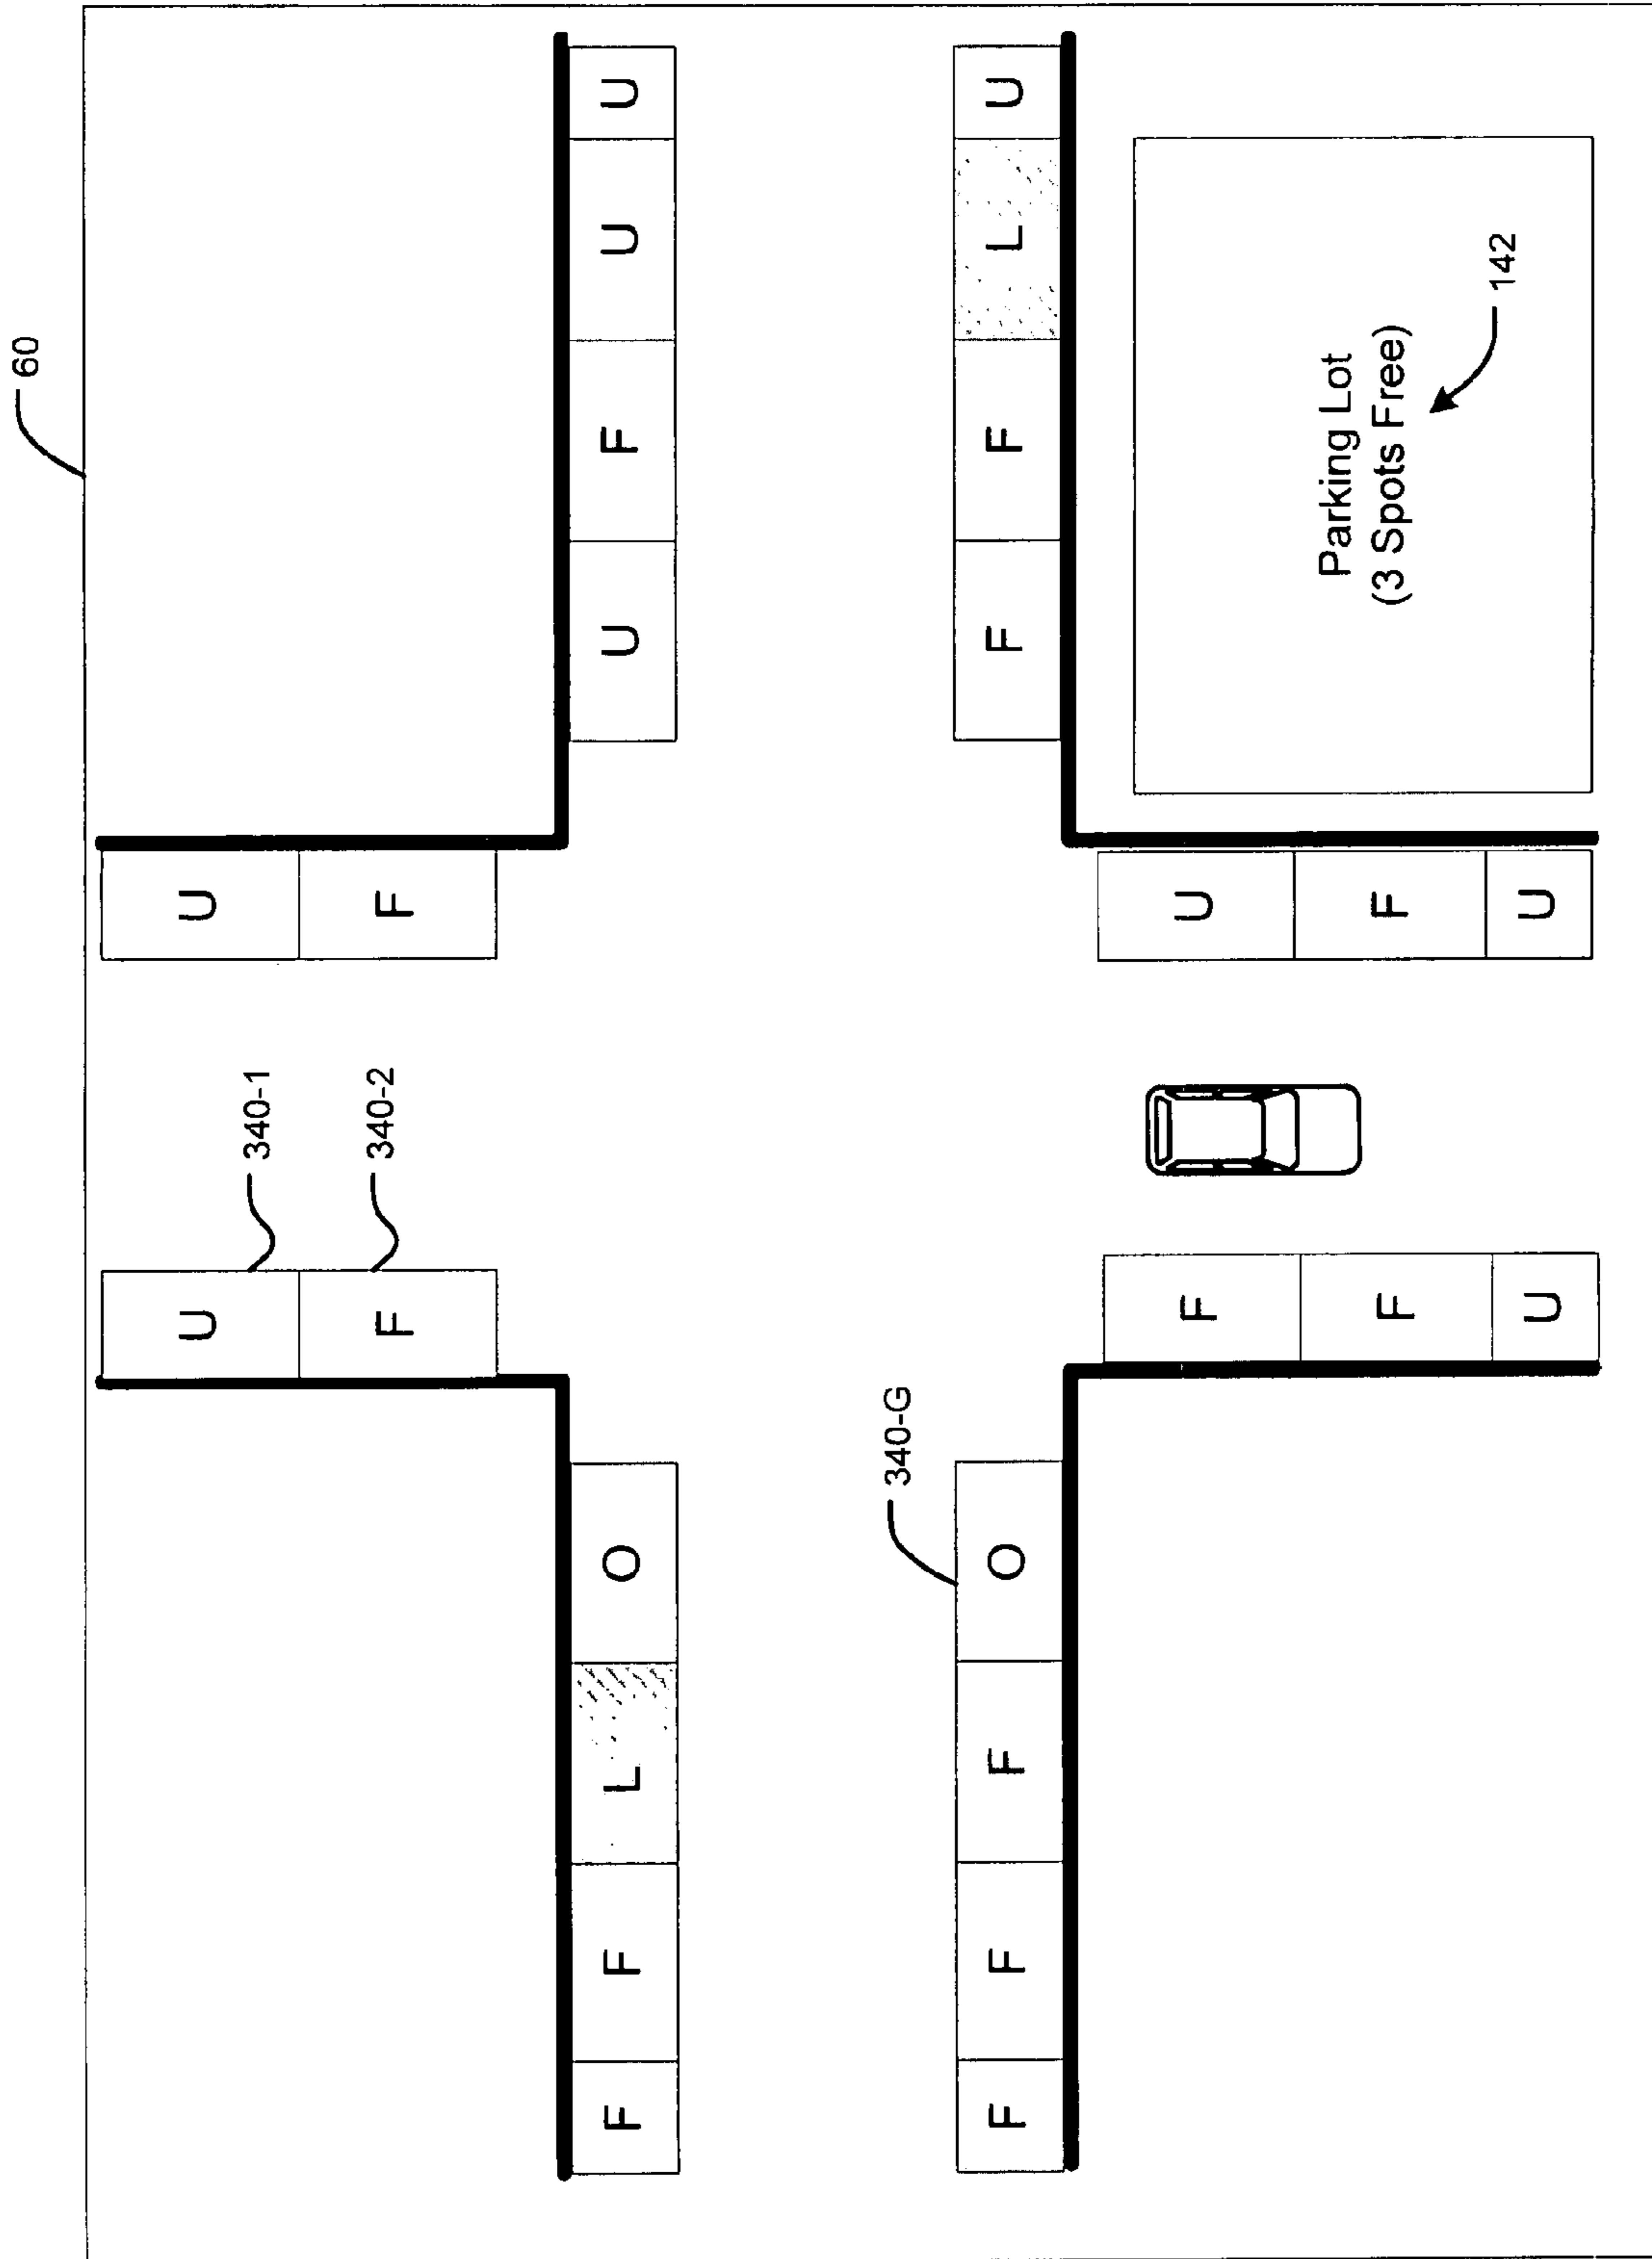 60
U U
340-1
340-2
F F
F F L O U F U U
340-G
F F F O F F L U
F U
Parking Lot
F F
(3 Spots Free)
142
U U